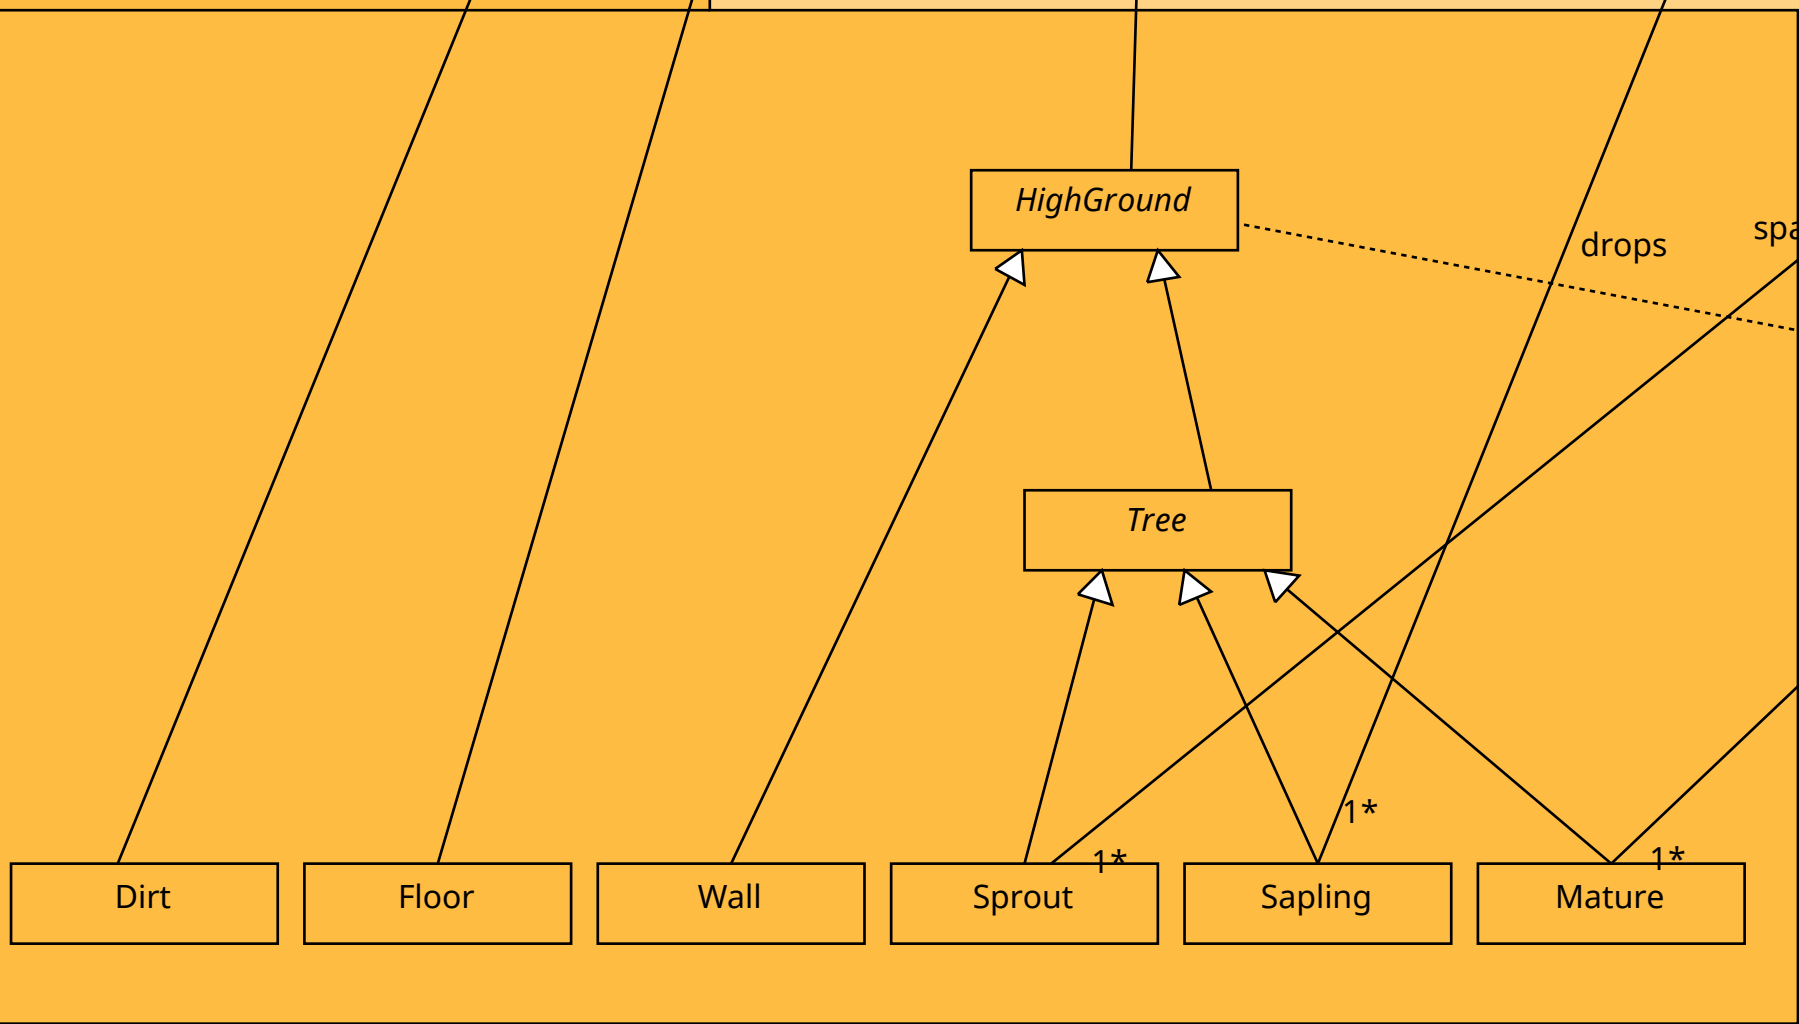 HighGround
drops
Tree
1*
1*
1*
Dirt
Floor
Wall
Sprout
Sapling
Mature